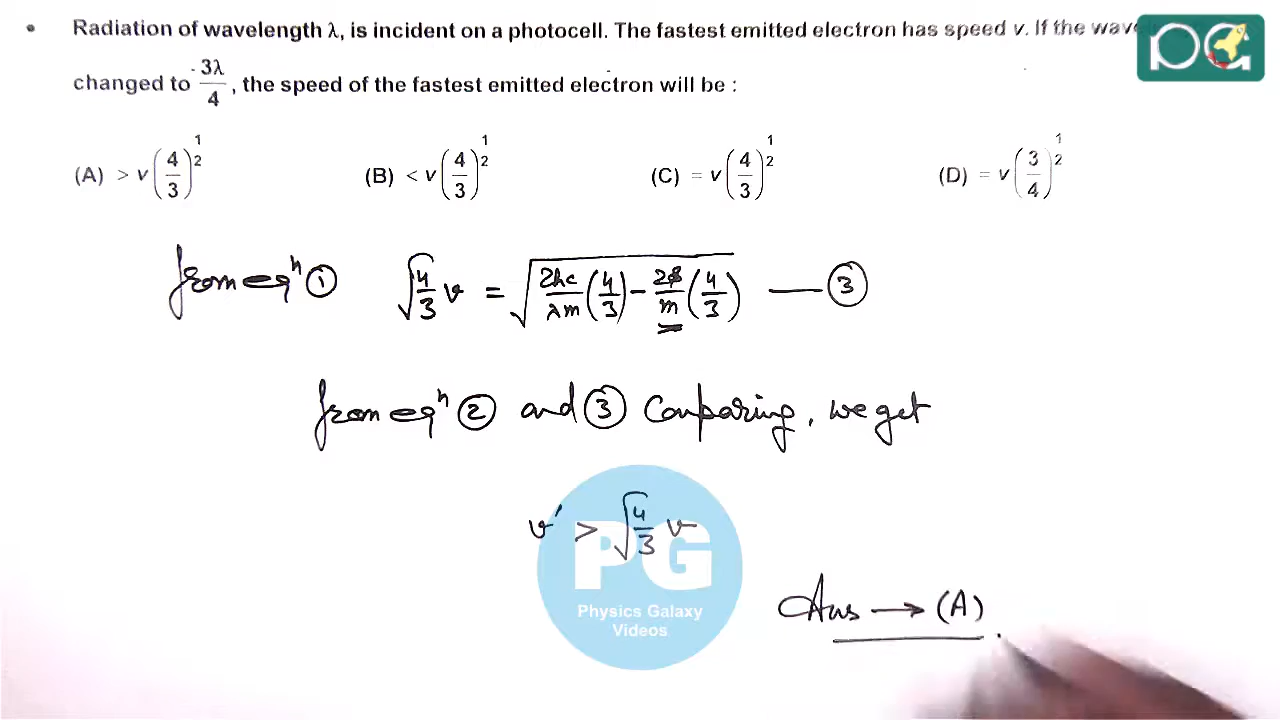 Radiation of wavelength λ, is incident on a photocell. The fastest emitted electron has speed v. If the
changed to 3λ/4, the speed of the fastest emitted electron will be :
(A) > v(4/3)^1/2 (B) < v(4/3)^1/2 (C) = v(4/3)^1/2 (D) = v(3/4)^1/2
from eqⁿ ① √(4/3) v = √(2hc/λm (4/3) - 2ϕ/m (4/3)) — ③
from eqⁿ ② and ③ Comparing, we get
v' > √(4/3) v
PG
Physics Galaxy
Videos
Ans → (A)